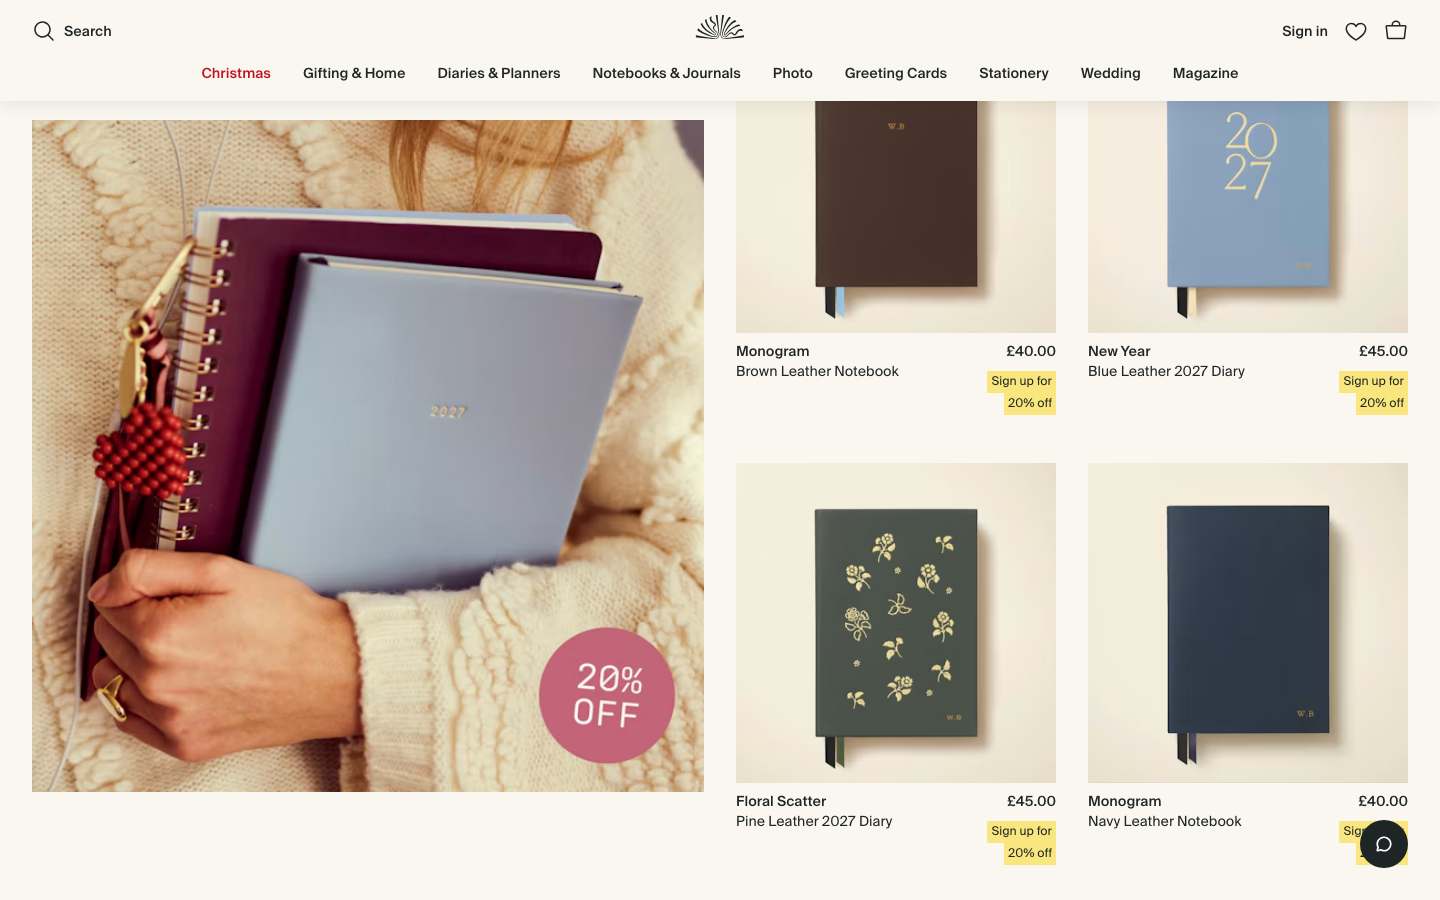 Search
Sign in
Christmas
Gifting & Home
Diaries & Planners
Notebooks & Journals
Photo
Greeting Cards
Stationery
Wedding
Magazine
2027
20%
OFF
W.B
Monogram
£40.00
Brown Leather Notebook
Sign up for
20% off
20
27
New Year
£45.00
Blue Leather 2027 Diary
Sign up for
20% off
W.B
Floral Scatter
£45.00
Pine Leather 2027 Diary
Sign up for
20% off
W.B
Monogram
£40.00
Navy Leather Notebook